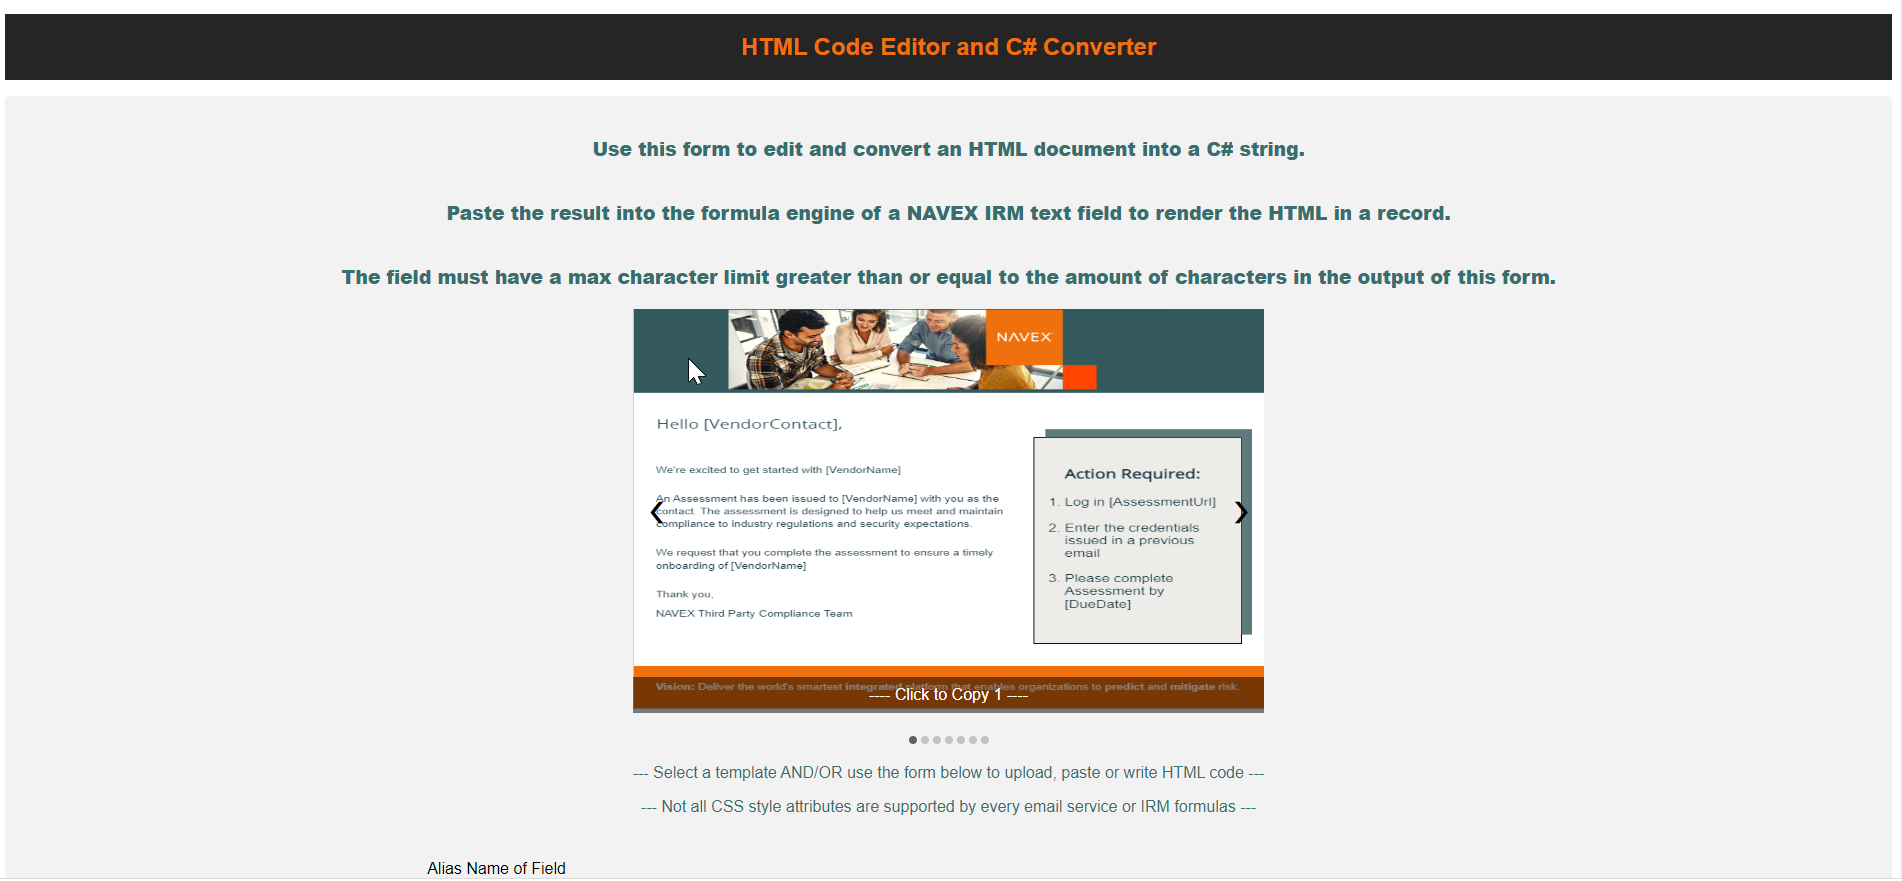 HTML Code Editor and C# Converter
Use this form to edit and convert an HTML document into a C# string.
Paste the result into the formula engine of a NAVEX IRM text field to render the HTML in a record.
The field must have a max character limit greater than or equal to the amount of characters in the output of this form.
NAVEX
Hello [VendorContact],
We're excited to get started with [VendorName]
An Assessment has been issued to [VendorName] with you as the
contact. The assessment is designed to help us meet and maintain
compliance to industry regulations and security expectations.
We request that you complete the assessment to ensure a timely
onboarding of [VendorName]
Thank you,
NAVEX Third Party Compliance Team
Action Required:
1. Log in [AssessmentUrl]
2. Enter the credentials
issued in a previous
email
3. Please complete
Assessment by
[DueDate]
Vision: Deliver the world's smartest integrated platform that enables organizations to predict and mitigate risk.
---- Click to Copy 1 ----
--- Select a template AND/OR use the form below to upload, paste or write HTML code ---
--- Not all CSS style attributes are supported by every email service or IRM formulas ---
Alias Name of Field